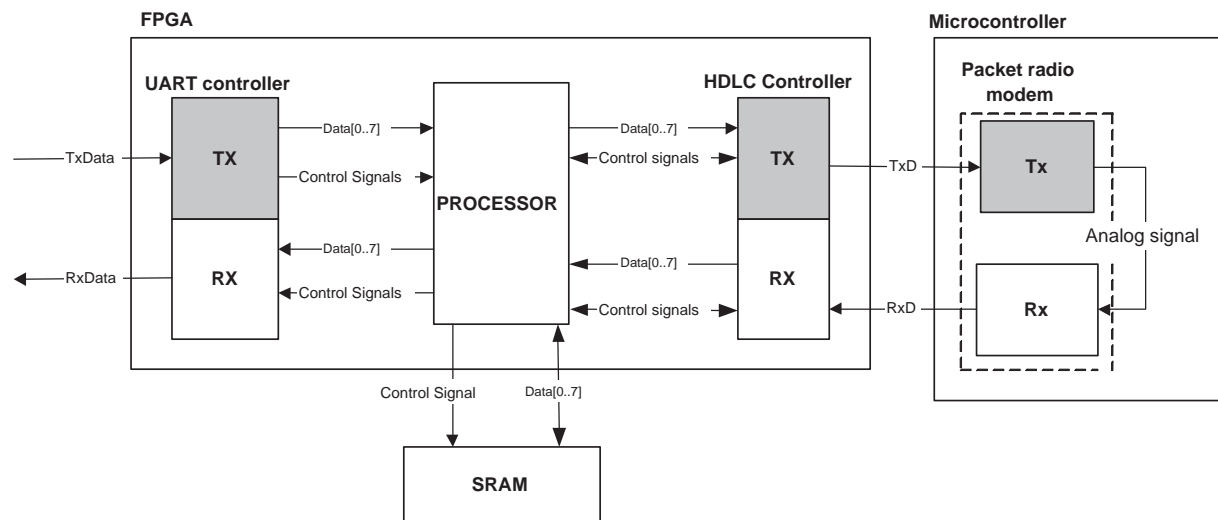 FPGA
Microcontroller
UART controller
HDLC Controller
Packet radio
modem
TxData
TX
Data[0..7]
Control Signals
PROCESSOR
Data[0..7]
Control signals
TX
TxD
Tx
Analog signal
RxData
RX
Data[0..7]
Control Signals
Data[0..7]
Control signals
RX
RxD
Rx
Control Signal
Data[0..7]
SRAM